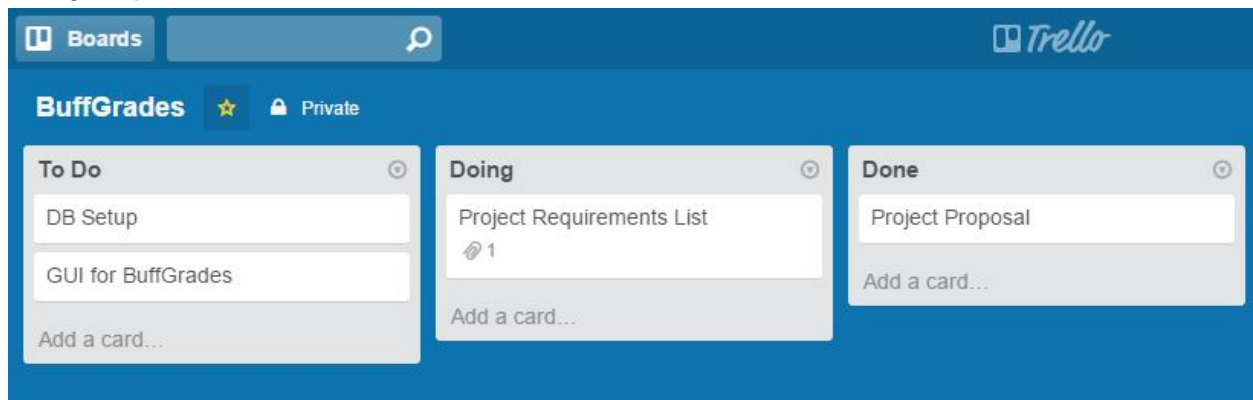 Boards
Trello
BuffGrades Private
To Do
DB Setup
GUI for BuffGrades
Add a card...
Doing
Project Requirements List
1
Add a card...
Done
Project Proposal
Add a card...